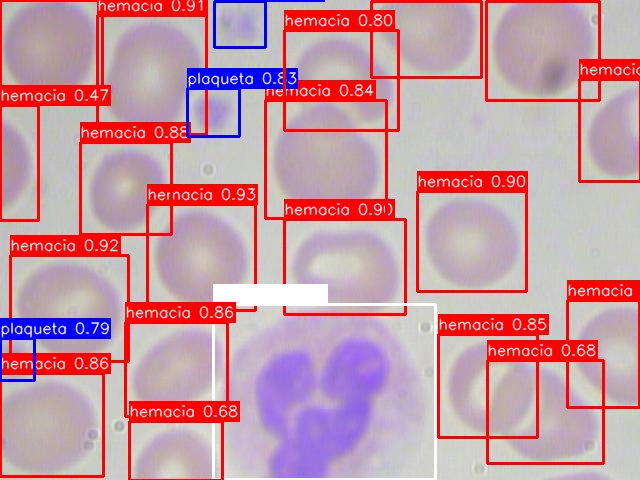 hemacia 0.91
hemacia 0.80
hemacia
plaqueta 0.83
hemacia 0.84
hemacia 0.47
hemacia 0.88
hemacia 0.90
hemacia 0.93
hemacia 0.90
hemacia 0.92
hemacia
hemacia 0.86
plaqueta 0.79
hemacia 0.85
hemacia 0.68
hemacia 0.86
hemacia 0.68